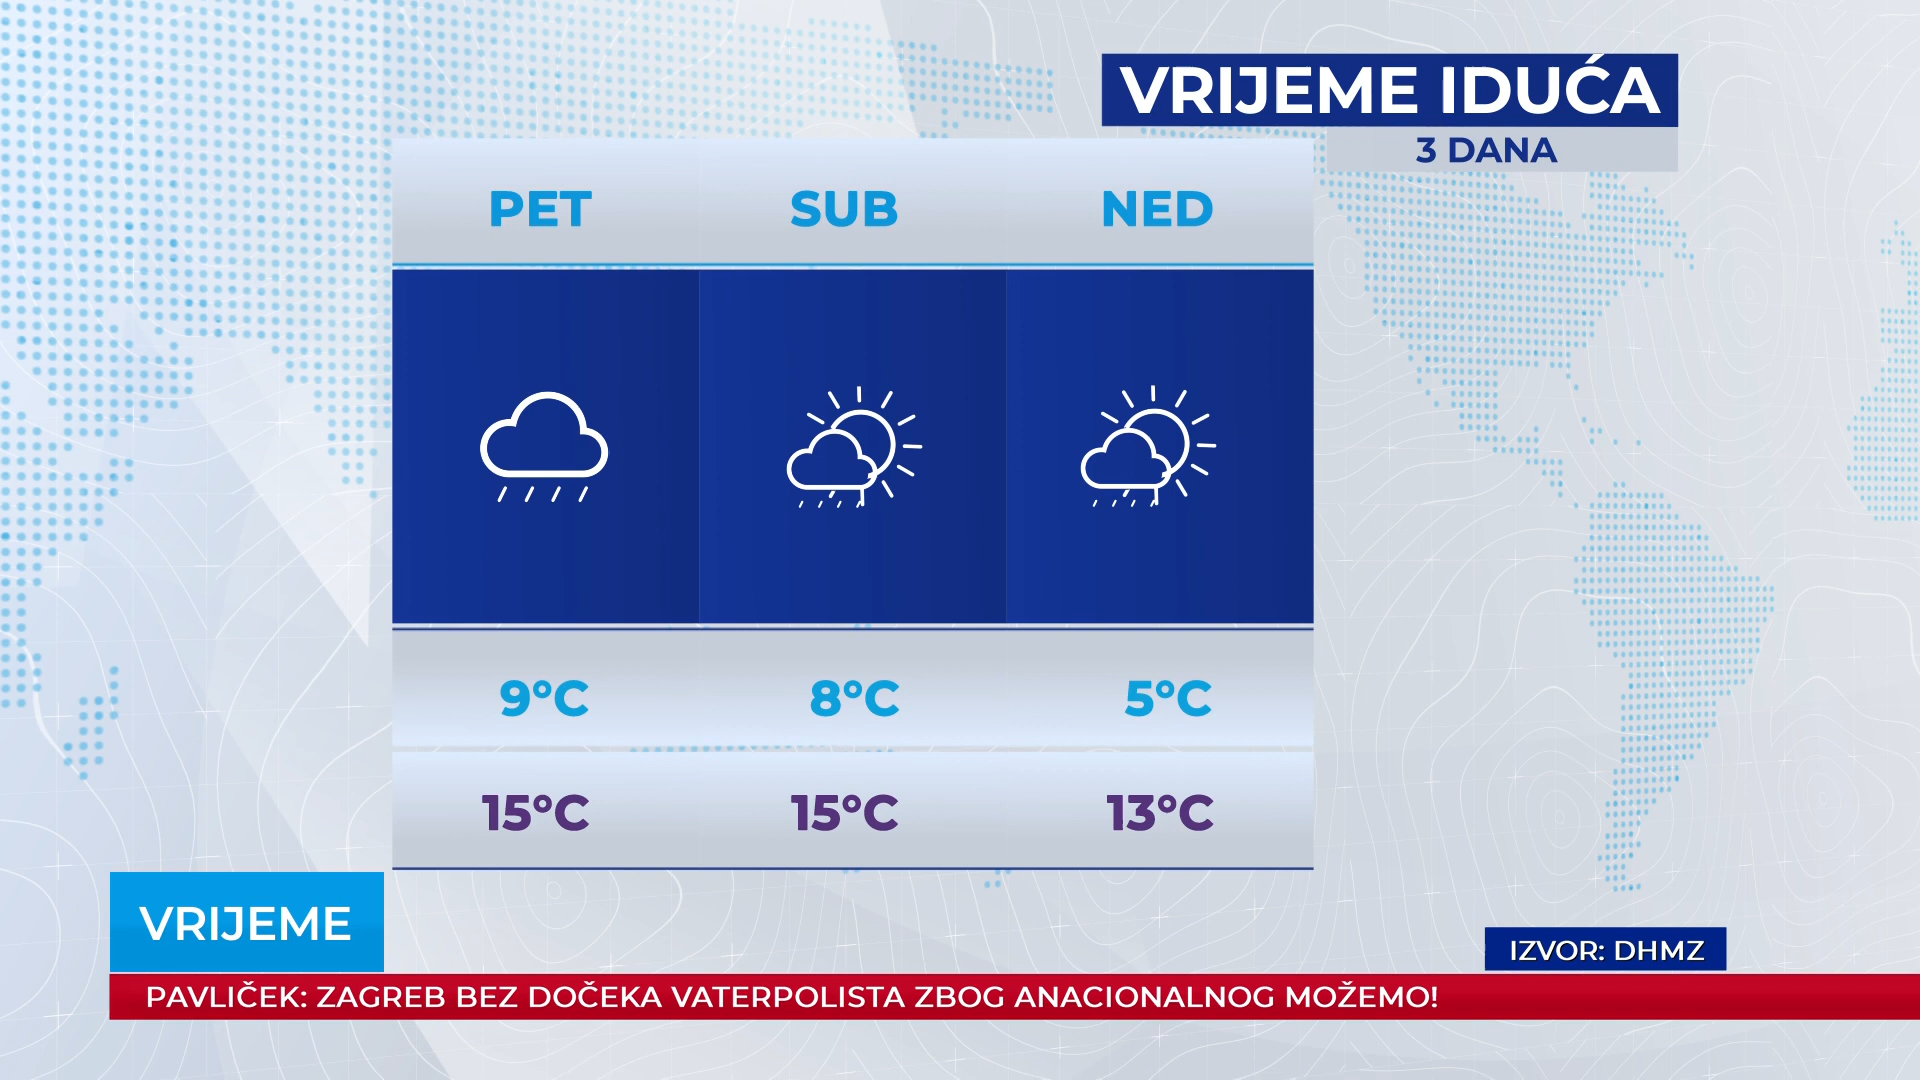 VRIJEME IDUĆA
3 DANA
PET SUB NED
9°C 8°C 5°C
15°C 15°C 13°C
VRIJEME
IZVOR: DHMZ
PAVLIČEK: ZAGREB BEZ DOČEKA VATERPOLISTA ZBOG ANACIONALNOG MOŽEMO!